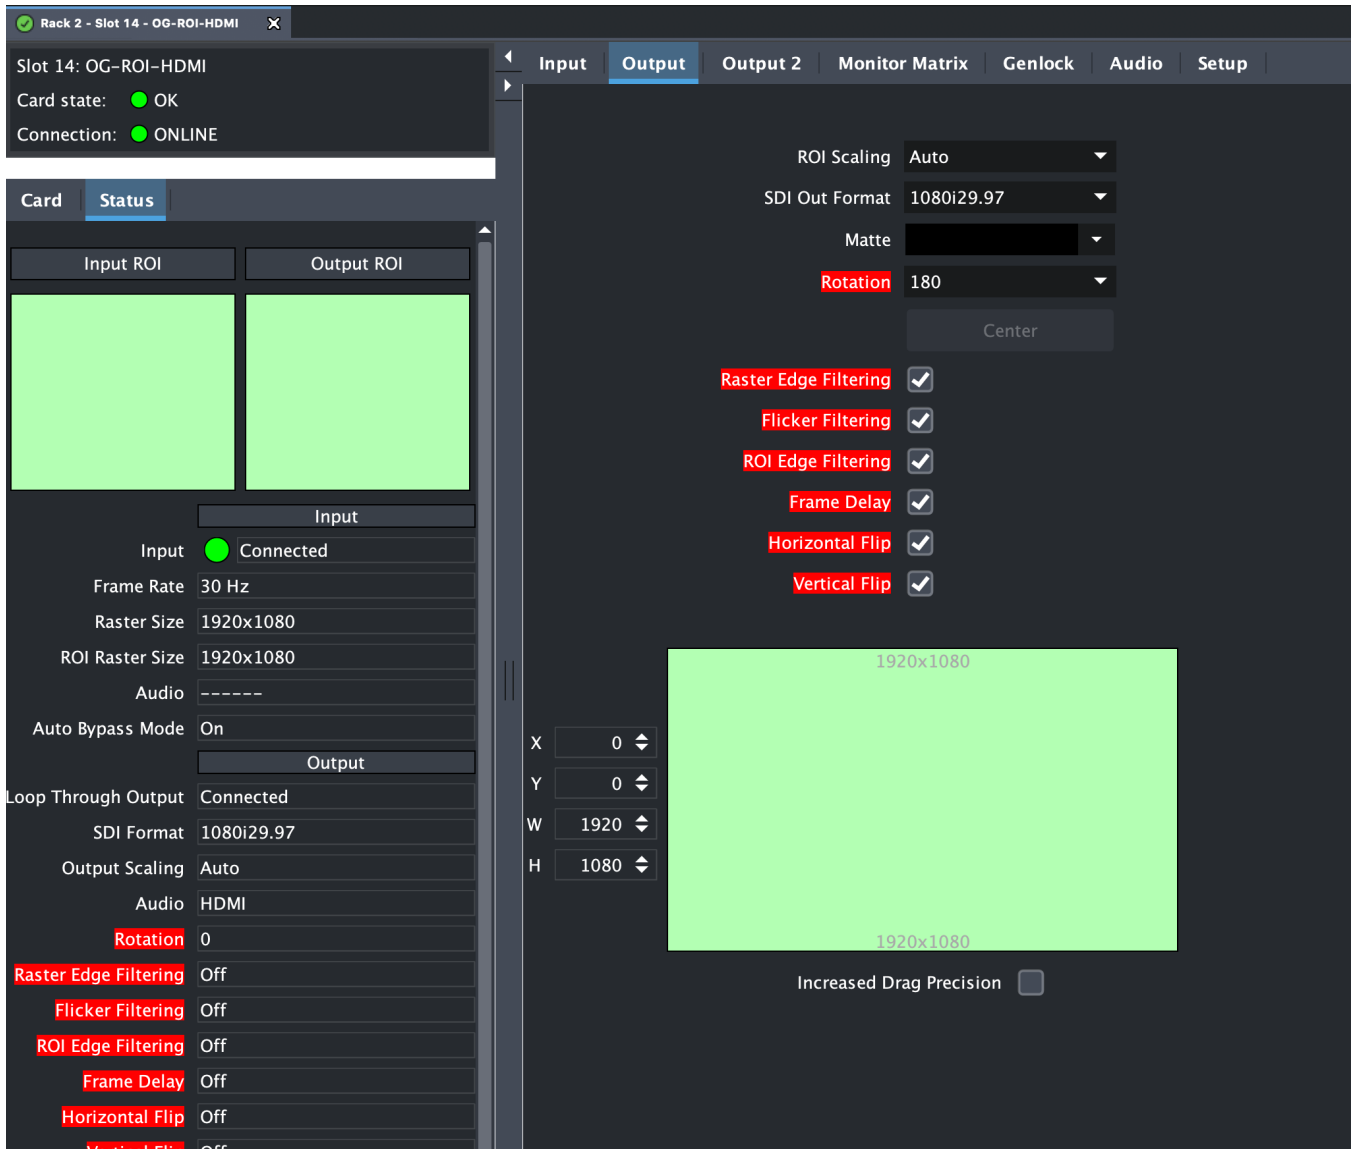 Rack 2 - Slot 14 - OG-ROI-HDMI X
Slot 14: OG-ROI-HDMI
Card state: OK
Connection: ONLINE
Card Status
Input ROI Output ROI
Input
Input Connected
Frame Rate 30 Hz
Raster Size 1920x1080
ROI Raster Size 1920x1080
Audio ------
Auto Bypass Mode On
Output
Loop Through Output Connected
SDI Format 1080i29.97
Output Scaling Auto
Audio HDMI
Rotation 0
Raster Edge Filtering Off
Flicker Filtering Off
ROI Edge Filtering Off
Frame Delay Off
Horizontal Flip Off
Vertical Flip Off
Input Output Output 2 Monitor Matrix Genlock Audio Setup
ROI Scaling Auto
SDI Out Format 1080i29.97
Matte
Rotation 180
Center
Raster Edge Filtering
Flicker Filtering
ROI Edge Filtering
Frame Delay
Horizontal Flip
Vertical Flip
1920x1080
X 0
Y 0
W 1920
H 1080
1920x1080
Increased Drag Precision